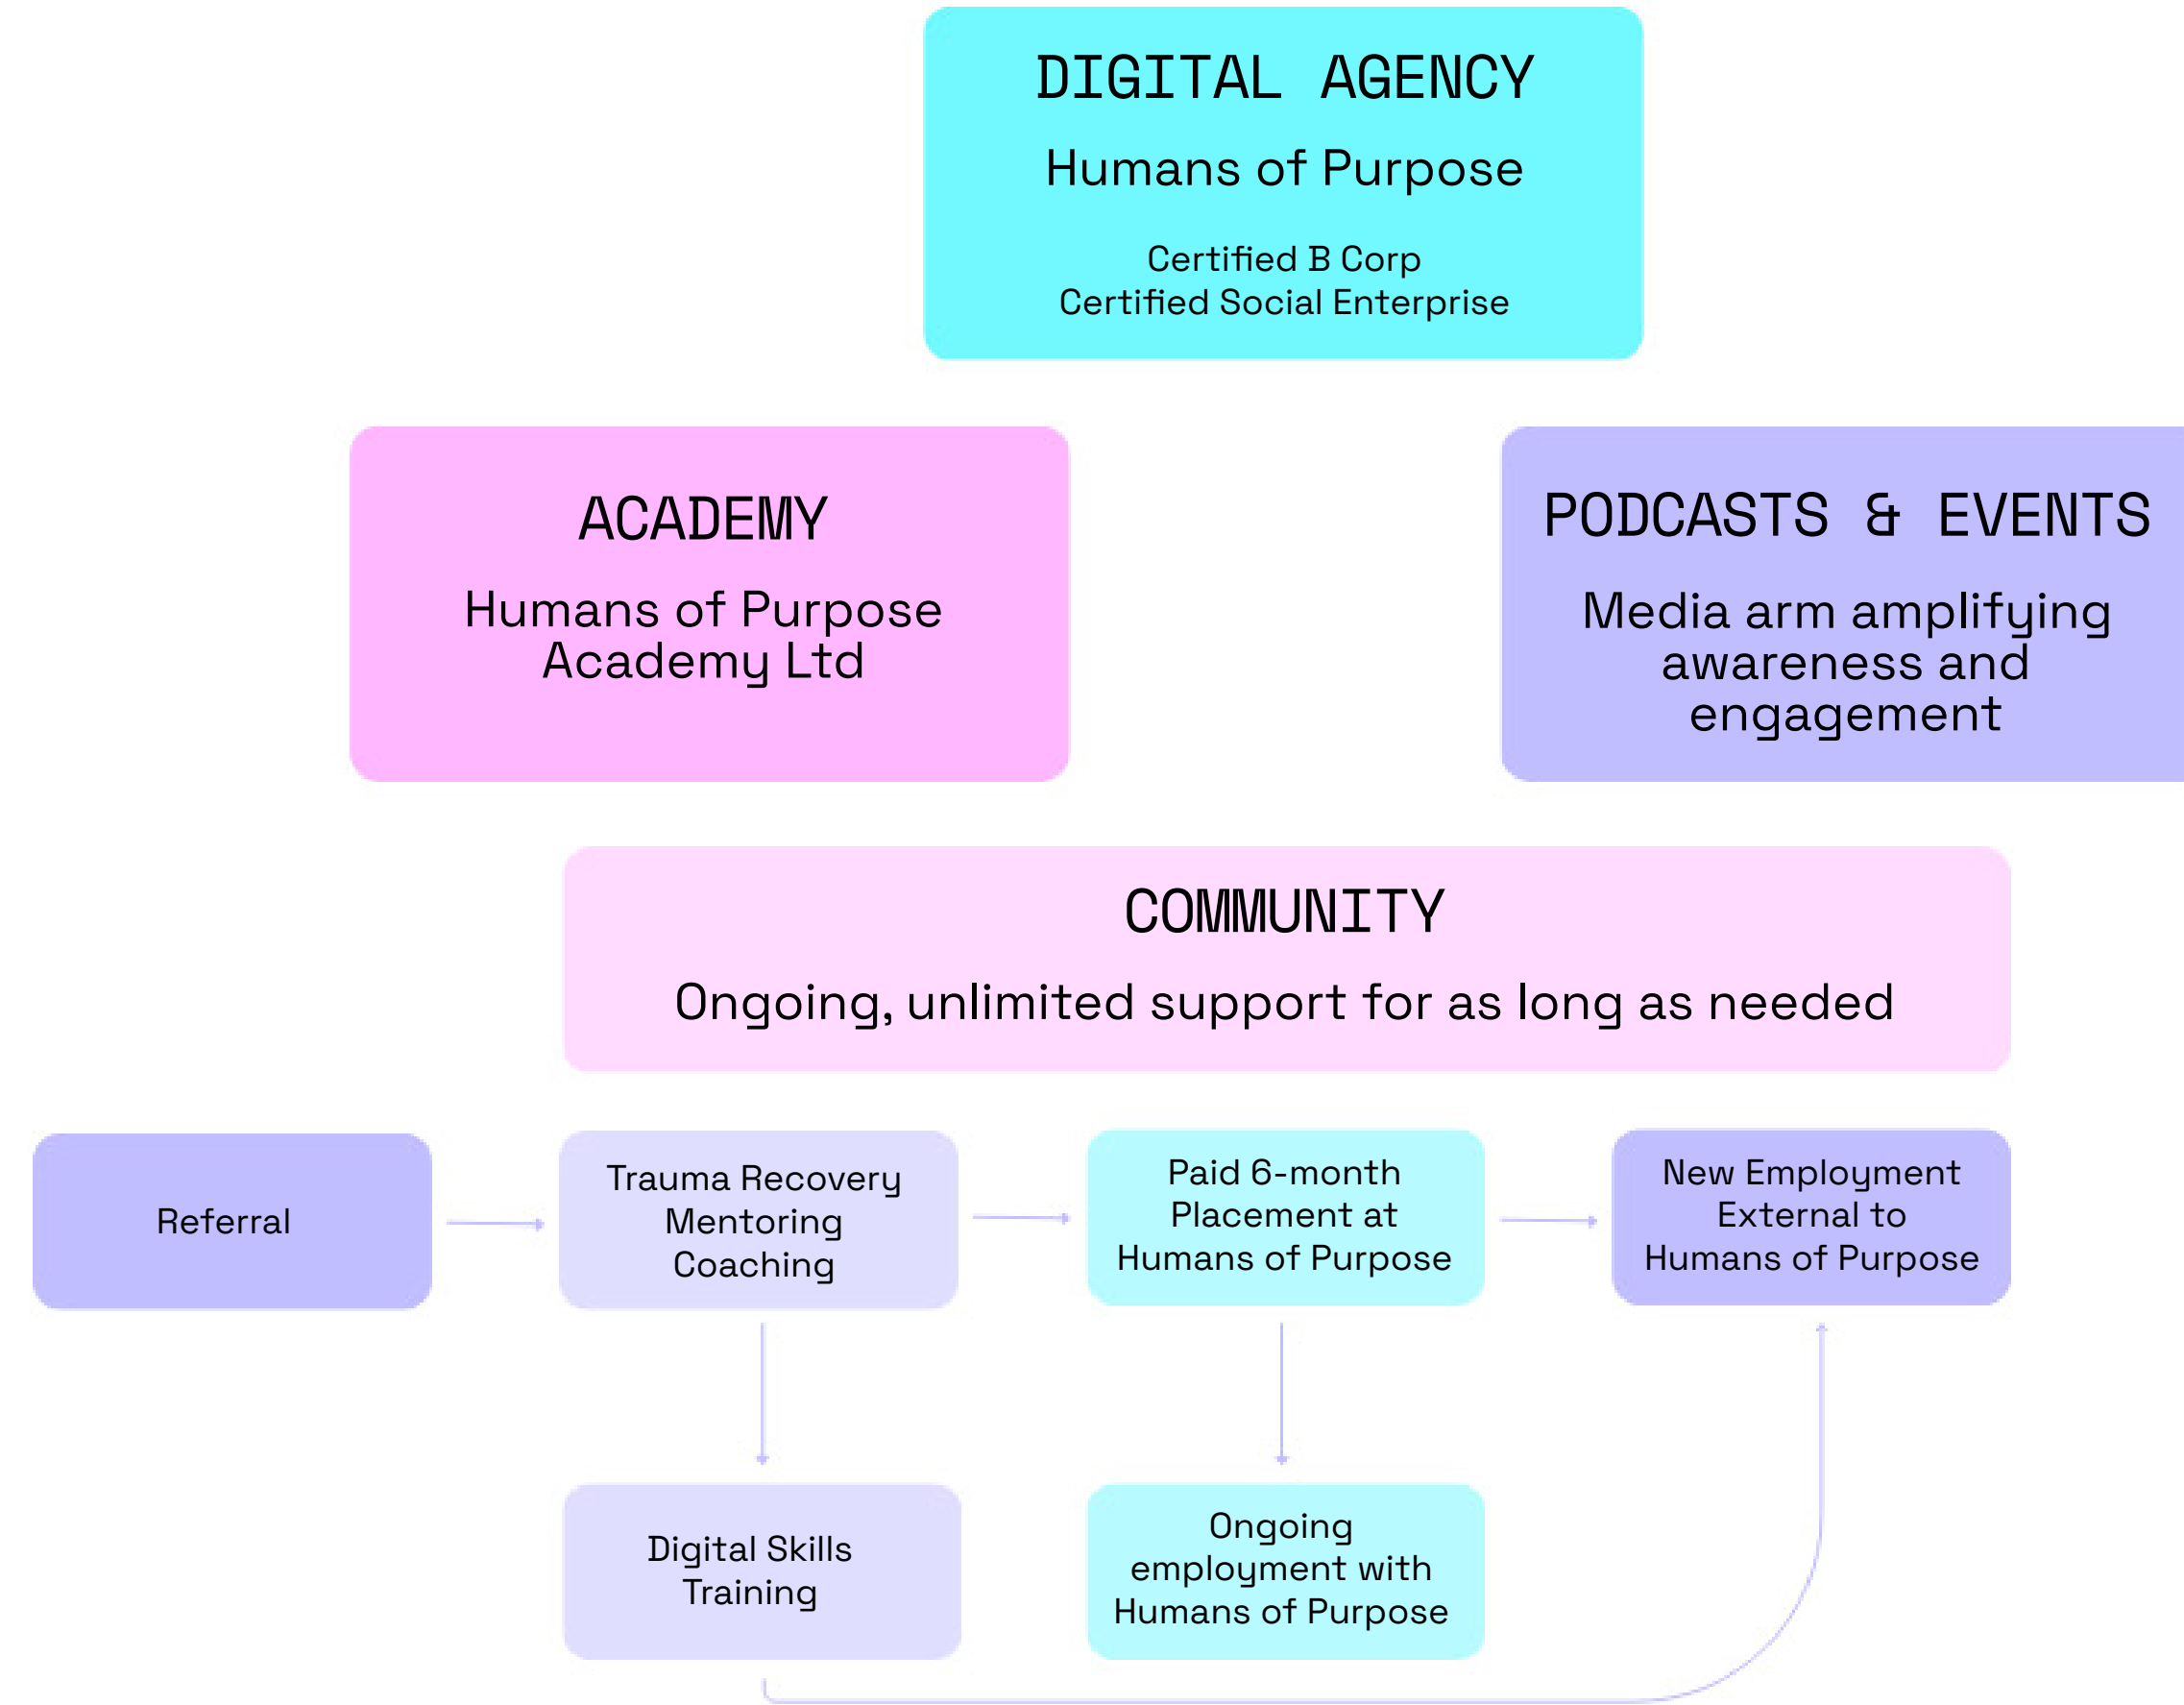 DIGITAL AGENCY
Humans of Purpose
Certified B Corp
Certified Social Enterprise
ACADEMY
Humans of Purpose
Academy Ltd
PODCASTS & EVENTS
Media arm amplifying
awareness and
engagement
COMMUNITY
Ongoing, unlimited support for as long as needed
Referral
Trauma Recovery
Mentoring
Coaching
Paid 6-month
Placement at
Humans of Purpose
New Employment
External to
Humans of Purpose
Digital Skills
Training
Ongoing
employment with
Humans of Purpose